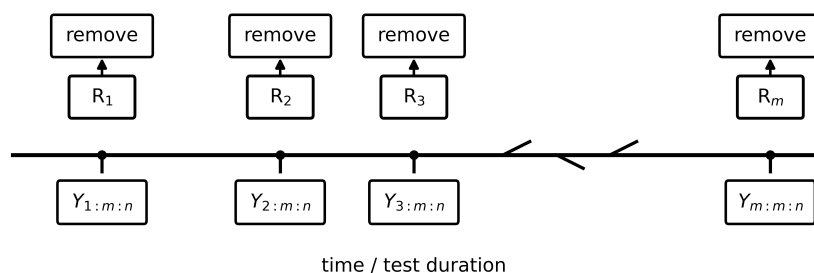 remove remove remove remove
R₁ R₂ R₃ Rₘ
Y₁:ₘ:ₙ Y₂:ₘ:ₙ Y₃:ₘ:ₙ Yₘ:ₘ:ₙ
time / test duration